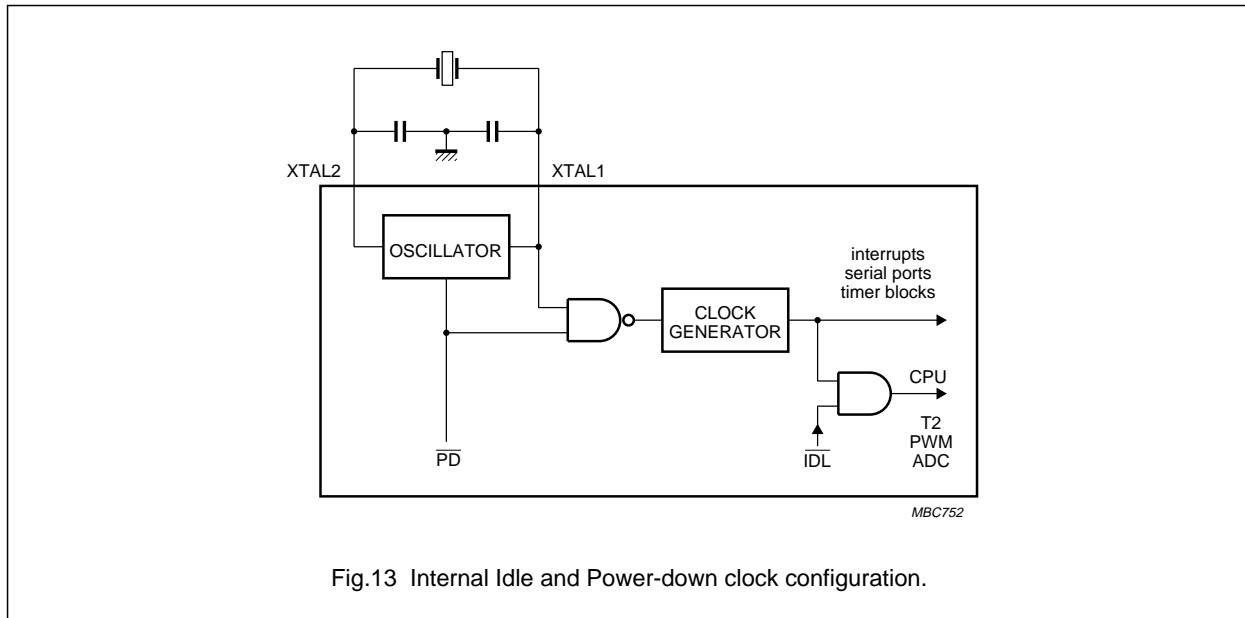 XTAL2
XTAL1
OSCILLATOR
interrupts
serial ports
timer blocks
CLOCK
GENERATOR
CPU
T2
PWM
ADC
PD
IDL
MBC752
Fig.13 Internal Idle and Power-down clock configuration.